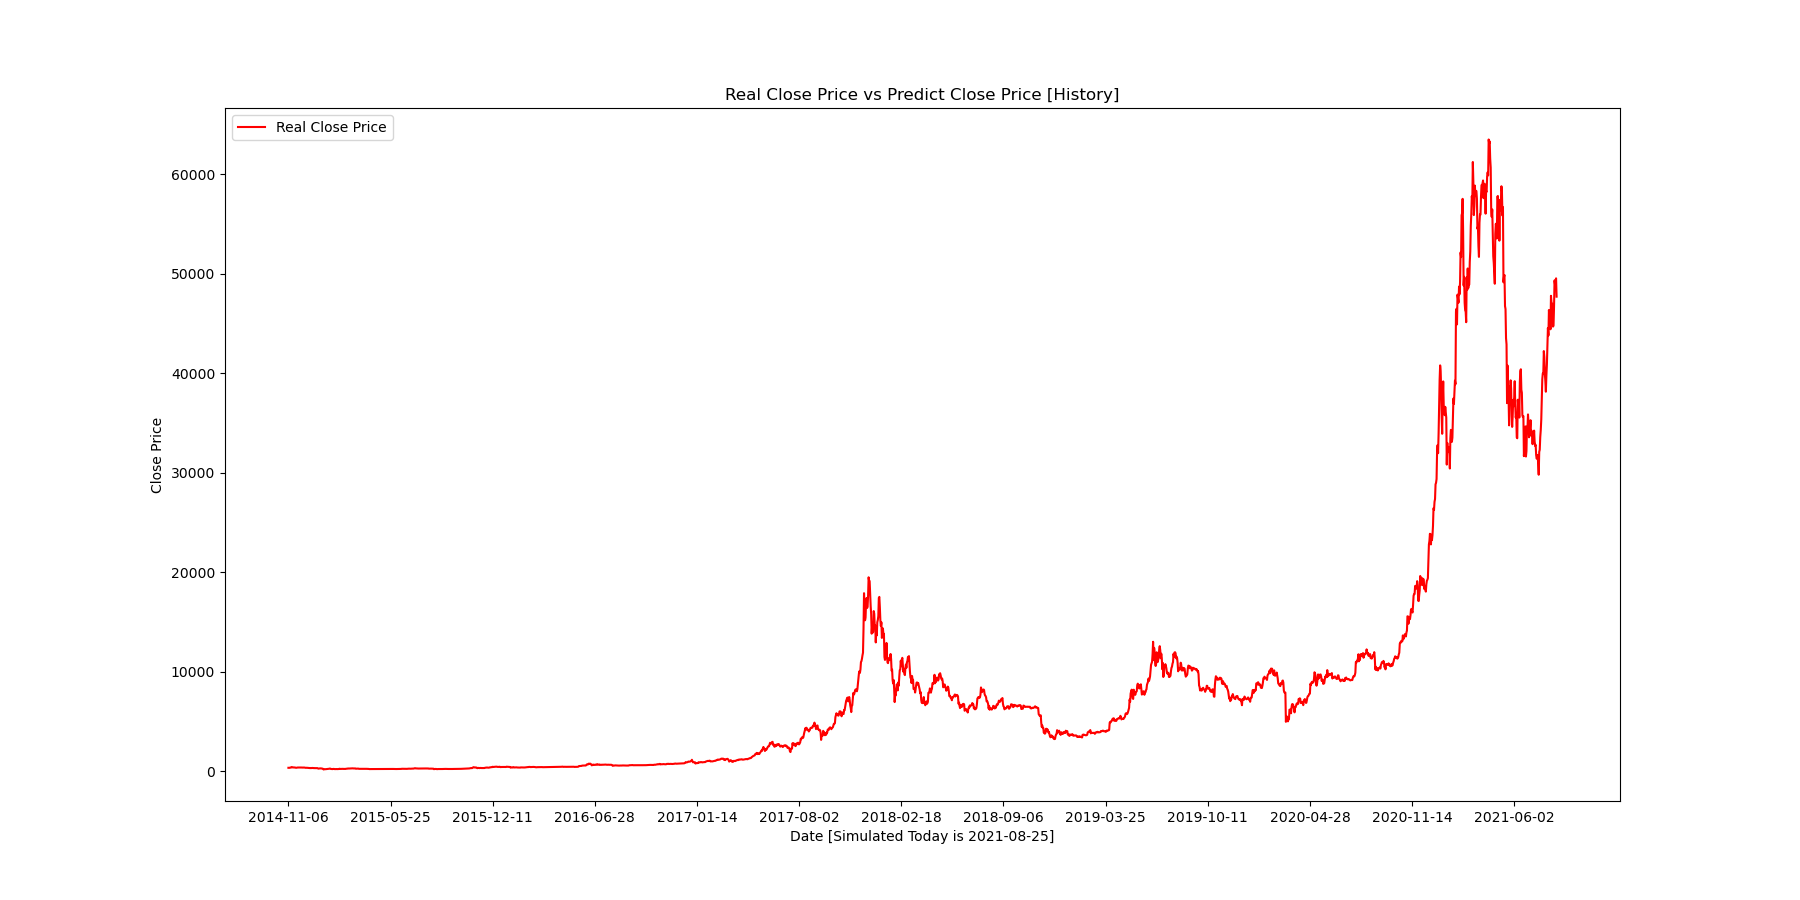 Real Close Price vs Predict Close Price [History]
Real Close Price
60000
50000
40000
30000
20000
10000
0
Close Price
2014-11-06 2015-05-25 2015-12-11 2016-06-28 2017-01-14 2017-08-02 2018-02-18 2018-09-06 2019-03-25 2019-10-11 2020-04-28 2020-11-14 2021-06-02
Date [Simulated Today is 2021-08-25]